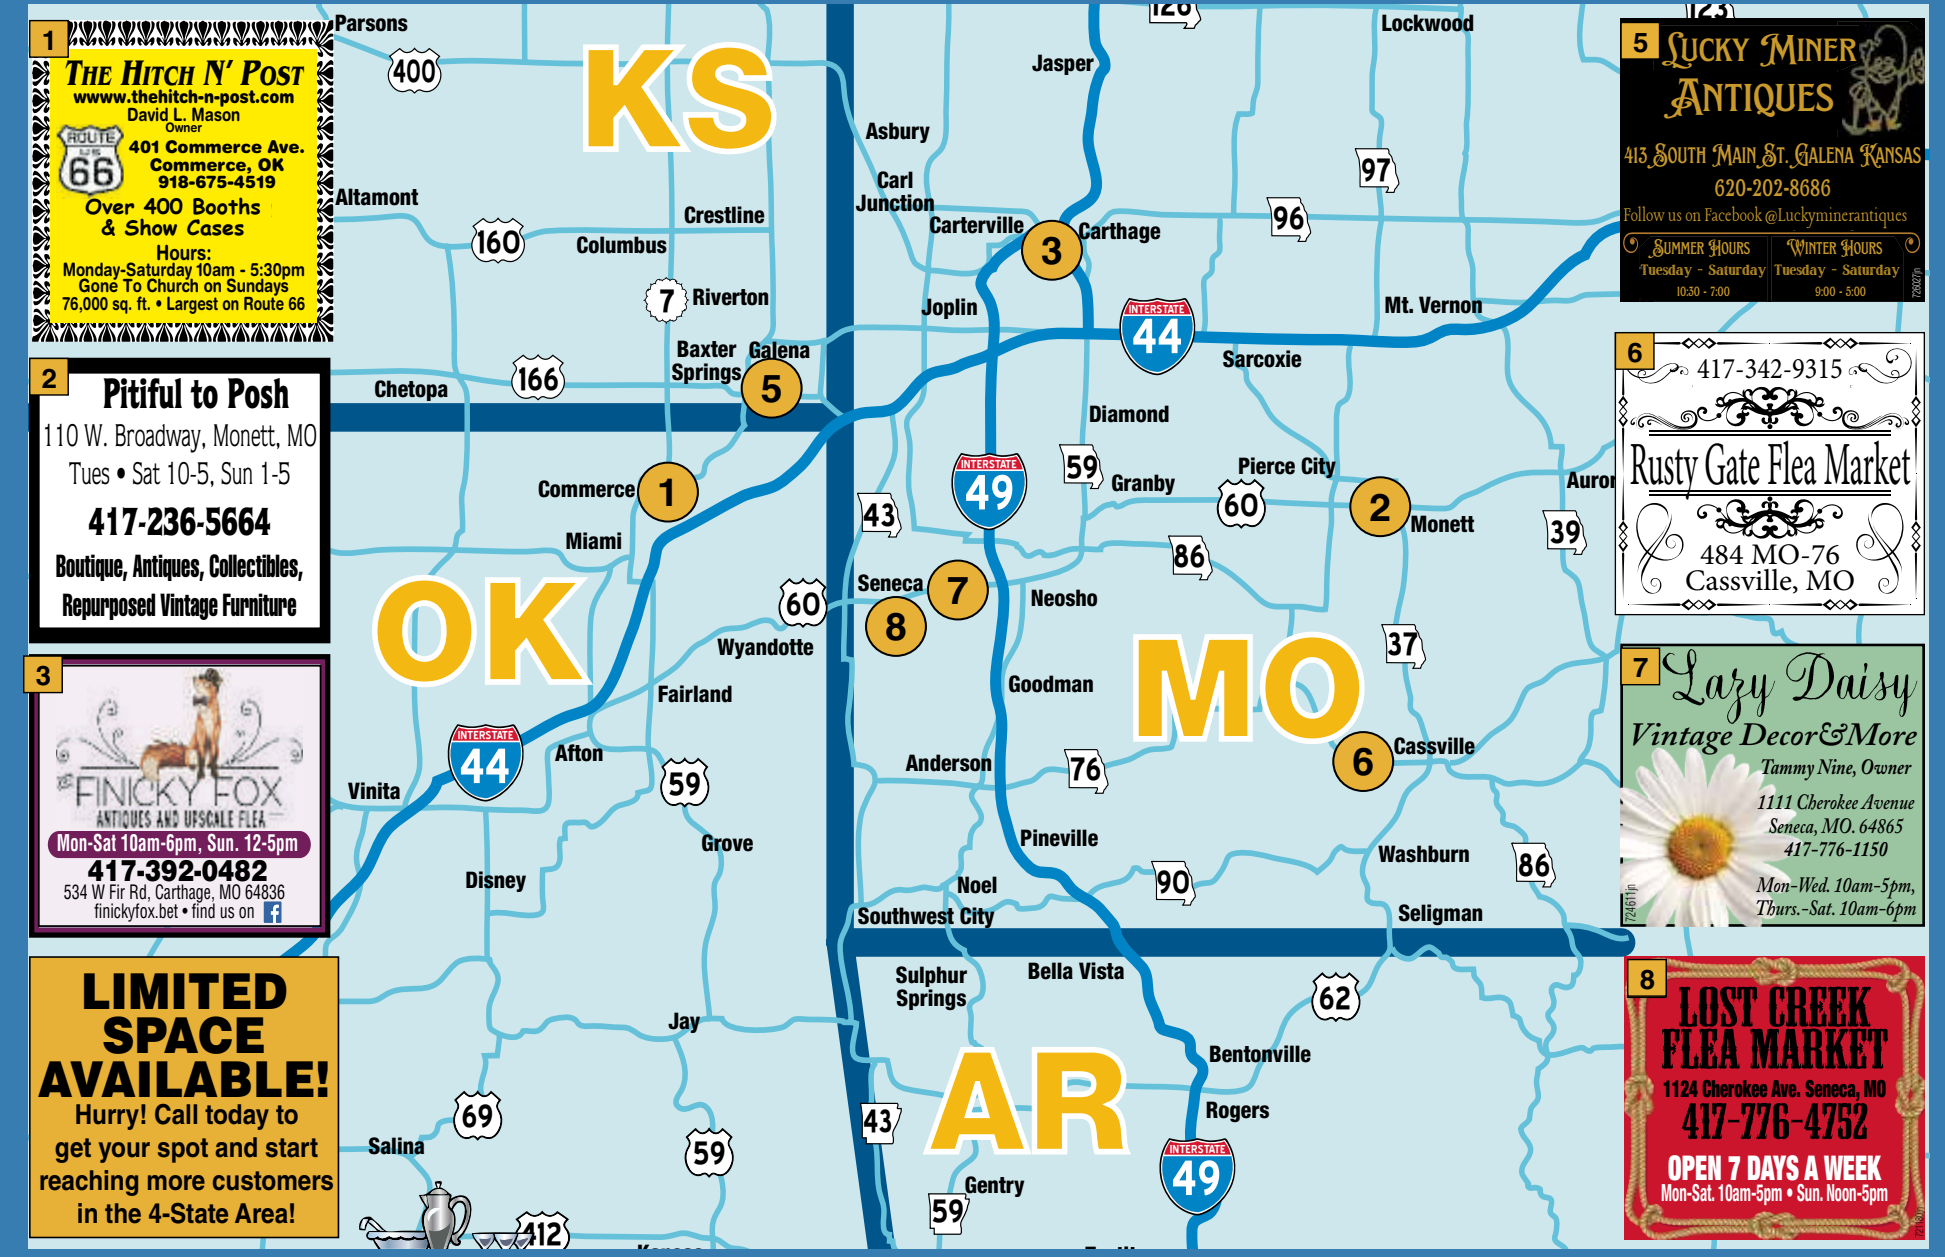 1
THE HITCH N' POST
wwww.thehitch-n-post.com
David L. Mason
Owner
ROUTE
US
66
401 Commerce Ave.
Commerce, OK
918-675-4519
Over 400 Booths
& Show Cases
Hours:
Monday-Saturday 10am - 5:30pm
Gone To Church on Sundays
76,000 sq. ft. • Largest on Route 66
2
Pitiful to Posh
110 W. Broadway, Monett, MO
Tues • Sat 10-5, Sun 1-5
417-236-5664
Boutique, Antiques, Collectibles,
Repurposed Vintage Furniture
3
THE
FINICKY FOX
ANTIQUES AND UPSCALE FLEA
Mon-Sat 10am-6pm, Sun. 12-5pm
417-392-0482
534 W Fir Rd, Carthage, MO 64836
finickyfox.bet • find us on f
LIMITED
SPACE
AVAILABLE!
Hurry! Call today to
get your spot and start
reaching more customers
in the 4-State Area!
Parsons
400
KS
Altamont
160
Crestline
Columbus
7
Riverton
Baxter
Springs
Galena
5
166
Chetopa
Commerce
1
Miami
OK
60
Wyandotte
Fairland
INTERSTATE
44
Afton
59
Vinita
Grove
Disney
Jay
69
Salina
59
412
126
Lockwood
123
Jasper
Asbury
Carl
Junction
97
96
Carterville
3
Carthage
Joplin
INTERSTATE
44
Mt. Vernon
Sarcoxie
Diamond
59
INTERSTATE
49
Granby
Pierce City
60
2
Monett
Auror
39
43
86
Seneca
7
8
Neosho
37
MO
Goodman
Anderson
76
6
Cassville
Pineville
Washburn
86
90
Noel
Southwest City
Seligman
Sulphur
Springs
Bella Vista
62
Bentonville
AR
Rogers
43
INTERSTATE
49
Gentry
59
5
LUCKY MINER
ANTIQUES
413 SOUTH MAIN ST. GALENA KANSAS
620-202-8686
Follow us on Facebook @Luckyminerantiques
SUMMER HOURS
Tuesday - Saturday
10:30 - 7:00
WINTER HOURS
Tuesday - Saturday
9:00 - 5:00
726027jn
6
417-342-9315
Rusty Gate Flea Market
484 MO-76
Cassville, MO
7
Lazy Daisy
Vintage Decor&More
Tammy Nine, Owner
1111 Cherokee Avenue
Seneca, MO. 64865
417-776-1150
Mon-Wed. 10am-5pm,
Thurs.-Sat. 10am-6pm
724611jn
8
LOST CREEK
FLEA MARKET
1124 Cherokee Ave. Seneca, MO
417-776-4752
OPEN 7 DAYS A WEEK
Mon-Sat. 10am-5pm • Sun. Noon-5pm